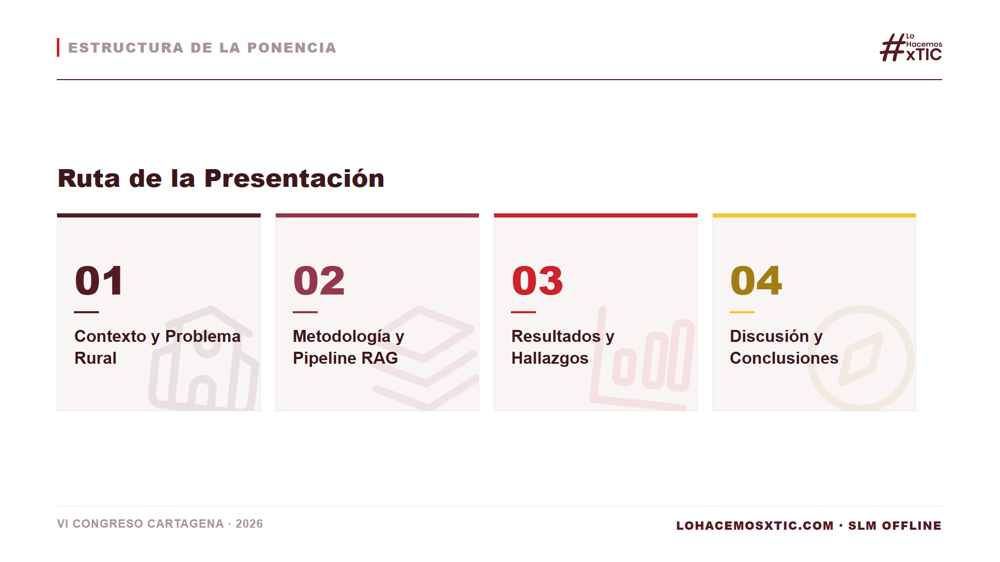 ESTRUCTURA DE LA PONENCIA
#Lo
Hacemos
xTIC
Ruta de la Presentación
01
Contexto y Problema
Rural
02
Metodología y
Pipeline RAG
03
Resultados y
Hallazgos
04
Discusión y
Conclusiones
VI CONGRESO CARTAGENA · 2026
LOHACEMOSXTIC.COM · SLM OFFLINE